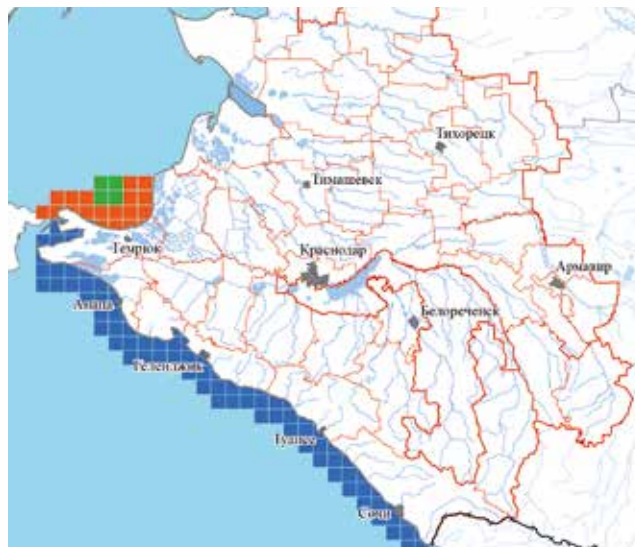 Тихорецк
Тимашевск
Темрюк
Краснодар
Армавир
Анапа
Белореченск
Геленджик
Туапсе
Сочи